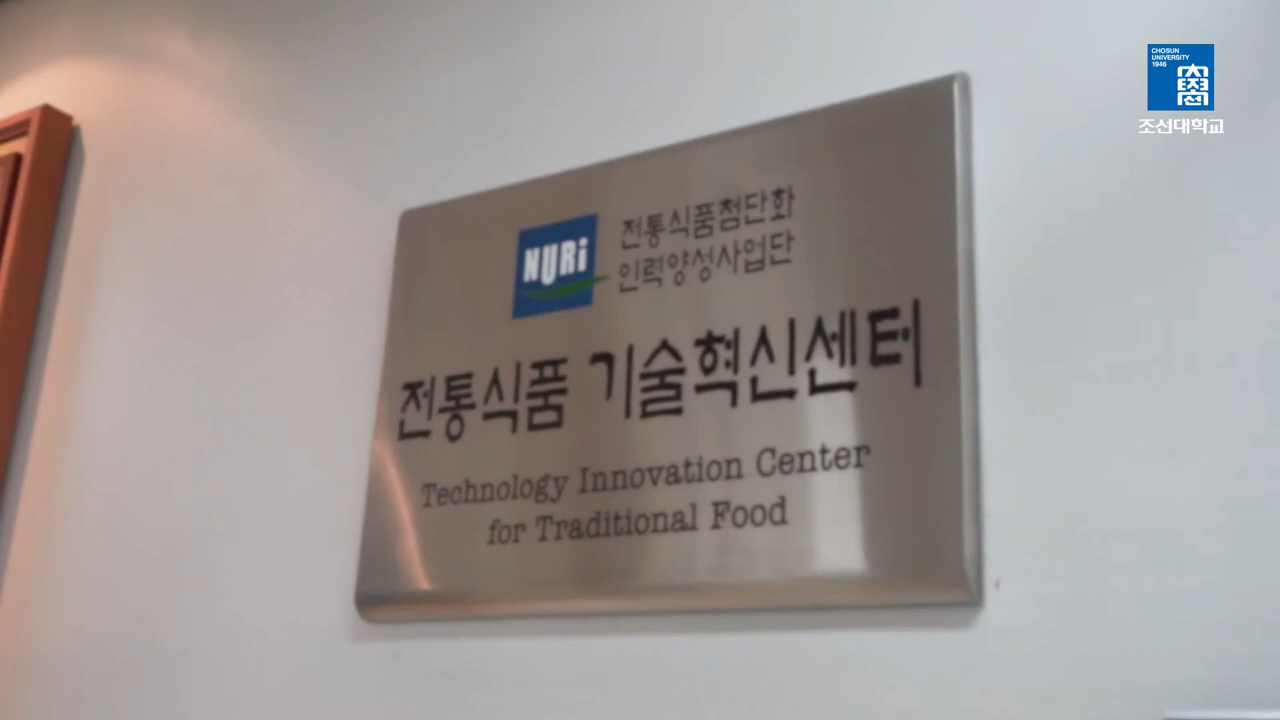 CHOSUN
UNIVERSITY
1946
조선대학교
NURi
전통식품첨단화
인력양성사업단
전통식품 기술혁신센터
Technology Innovation Center
for Traditional Food